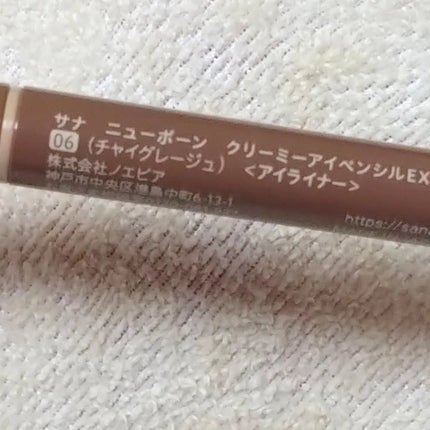 サナ ニューボーン クリーミーアイペンシルEX
06 (チャイグレージュ) <アイライナー>
株式会社ノエビア
神戸市中央区港島中町6-13-1
https://san